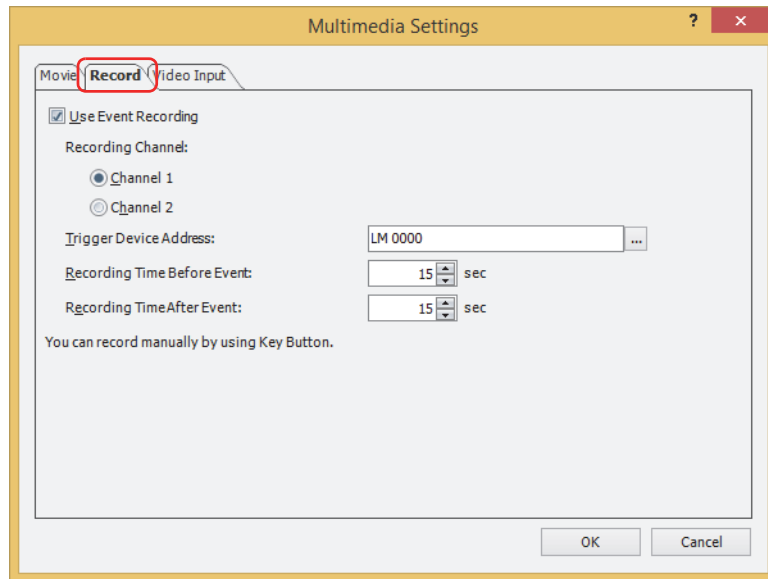 Multimedia Settings ? ×
Movie Record Video Input
Use Event Recording
Recording Channel:
Channel 1
Channel 2
Trigger Device Address: LM 0000 ...
Recording Time Before Event: 15 sec
Recording TimeAfter Event: 15 sec
You can record manually by using Key Button.
OK Cancel